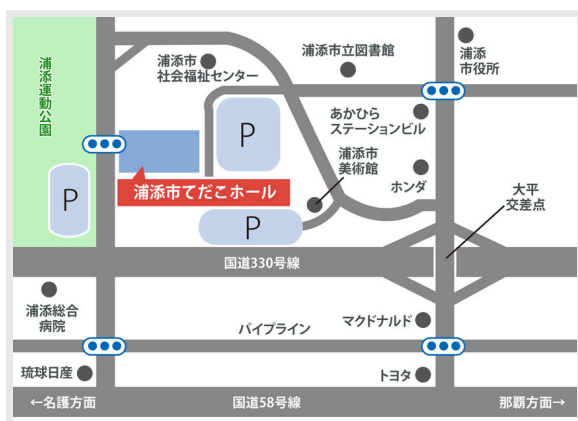 浦添運動公園
浦添市
社会福祉センター
浦添市立図書館
浦添
市役所
P
あかひら
ステーションビル
浦添市
美術館
ホンダ
大平
交差点
浦添市てだこホール
P
P
国道330号線
浦添総合
病院
パイプライン
マクドナルド
琉球日産
トヨタ
←名護方面
国道58号線
那覇方面→